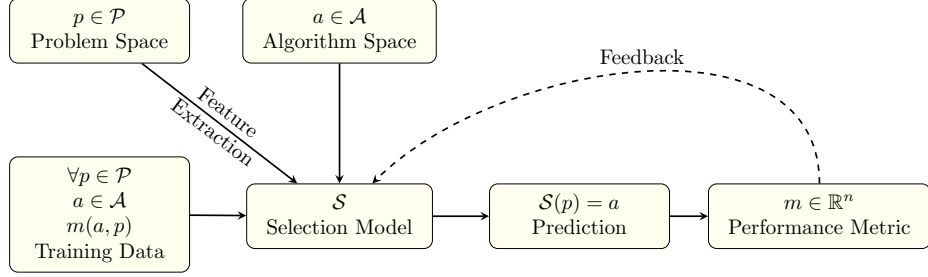 p ∈ 𝒫
Problem Space
a ∈ 𝒜
Algorithm Space
Feedback
Feature
Extraction
∀p ∈ 𝒫
a ∈ 𝒜
m(a, p)
Training Data
𝒮
Selection Model
𝒮(p) = a
Prediction
m ∈ ℝⁿ
Performance Metric